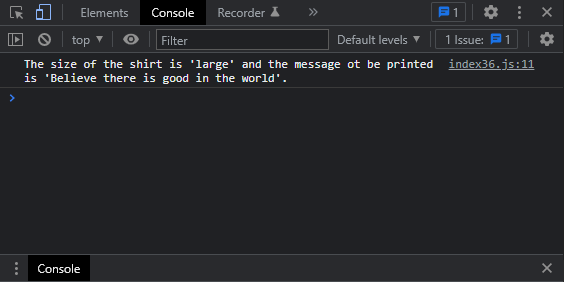 Elements Console Recorder 1
top Filter Default levels 1 Issue: 1
The size of the shirt is 'large' and the message ot be printed index36.js:11
is 'Believe there is good in the world'.
Console